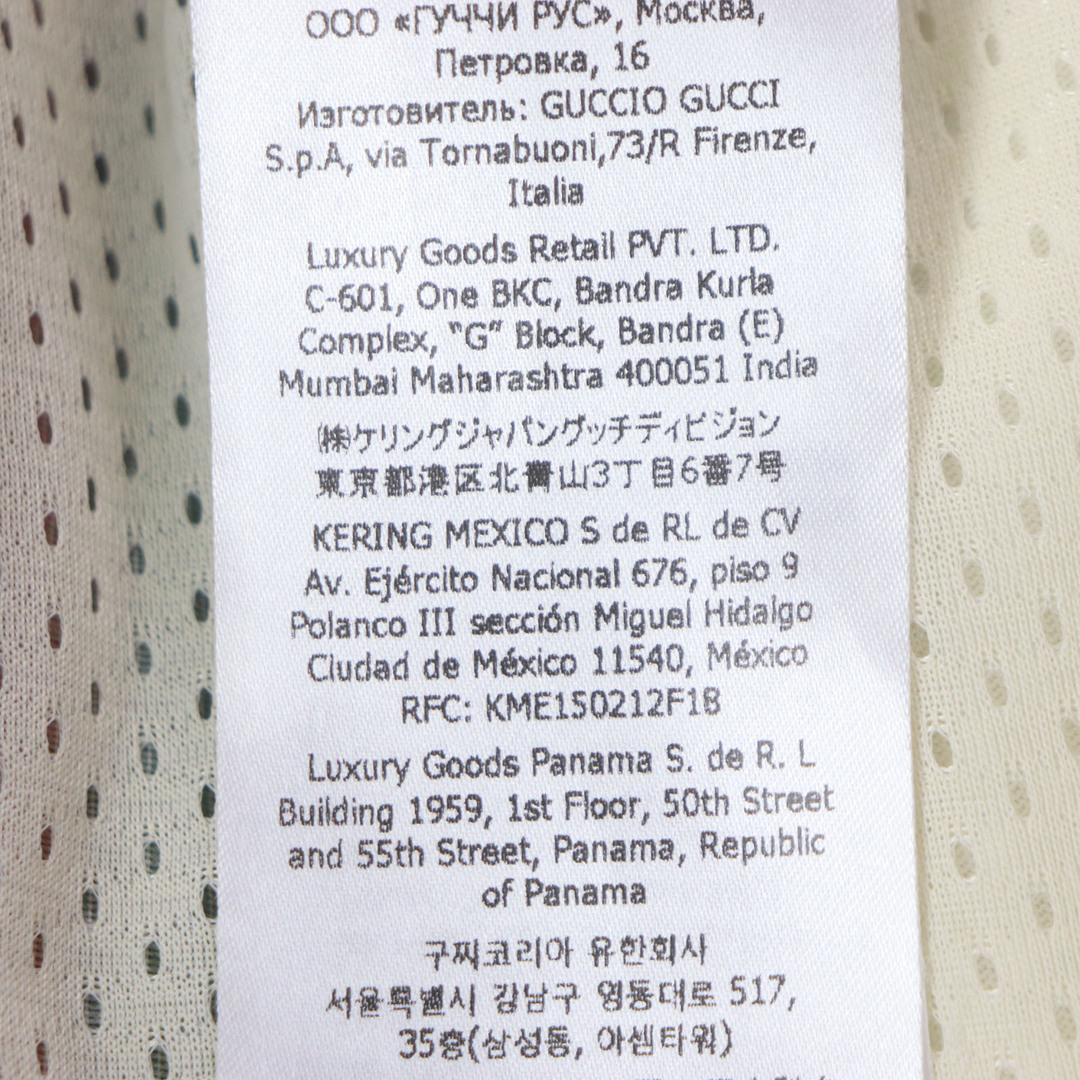 ООО «ГУЧЧИ РУС», Москва,
Петровка, 16
Изготовитель: GUCCIO GUCCI
S.p.A, via Tornabuoni,73/R Firenze,
Italia
Luxury Goods Retail PVT. LTD.
C-601, One BKC, Bandra Kurla
Complex, “G” Block, Bandra (E)
Mumbai Maharashtra 400051 India
㈱ケリングジャパングッチディビジョン
東京都港区北青山3丁目6番7号
KERING MEXICO S de RL de CV
Av. Ejército Nacional 676, piso 9
Polanco III sección Miguel Hidalgo
Ciudad de México 11540, México
RFC: KME150212F1B
Luxury Goods Panama S. de R. L
Building 1959, 1st Floor, 50th Street
and 55th Street, Panama, Republic
of Panama
구찌코리아 유한회사
서울특별시 강남구 영동대로 517,
35층(삼성동, 아셈타워)